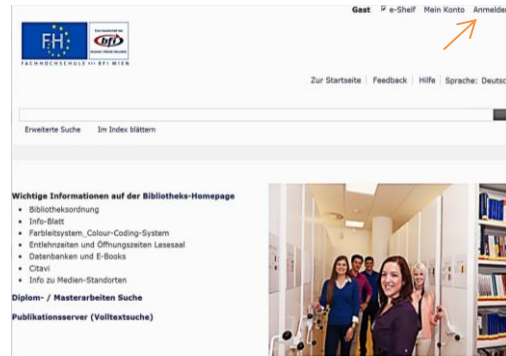 Gast e-Shelf Mein Konto Anmelden
FH bfi
FACHHOCHSCHULE DES BFI WIEN
Zur Startseite Feedback Hilfe Sprache: Deutsc
Erweiterte Suche Im Index blättern
Wichtige Informationen auf der Bibliotheks-Homepage
Bibliotheksordnung
Info-Blatt
Farbleitsystem_Colour-Coding-System
Entlehnzeiten und Öffnungszeiten Lesesaal
Datenbanken und E-Books
Citavi
Info zu Medien-Standorten
Diplom- / Masterarbeiten Suche
Publikationsserver (Volltextsuche)